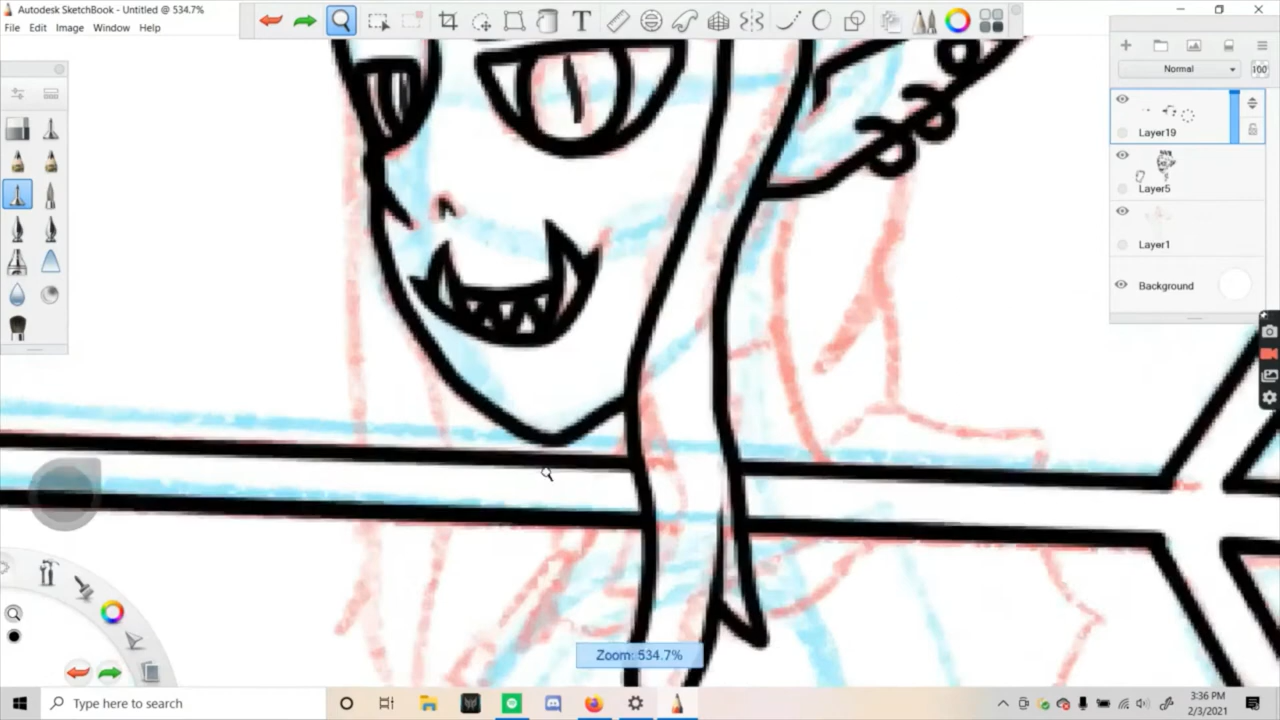 Autodesk SketchBook - Untitled @ 534.7%
File Edit Image Window Help
T
Normal
100
Layer19
Layer5
Layer1
Background
Zoom: 534.7%
Type here to search
3:36 PM
2/3/2021